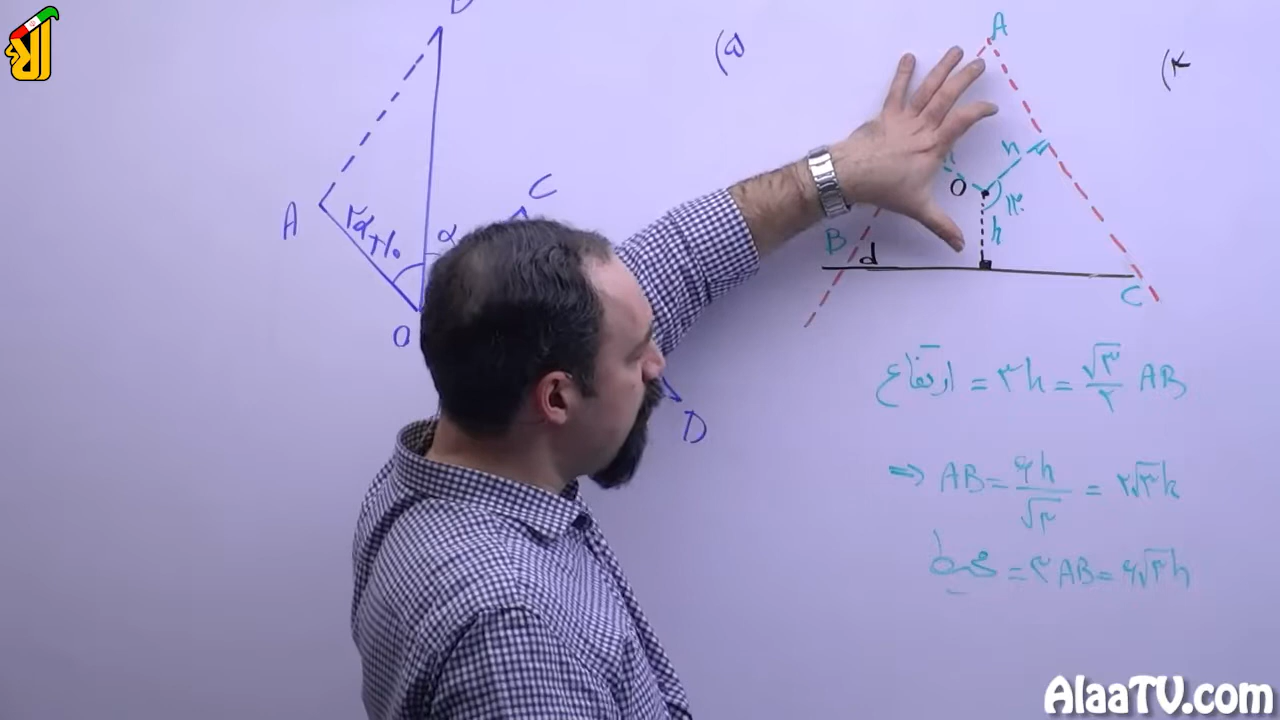 (۴
A
h
O
۱۲۰
h
B
d
C
ارتفاع = ۳h = √۳/۲ AB
⇒ AB = ۶h/√۳ = ۲√۳h
محیط = ۳AB = ۶√۳h
(۵
A
۲α+۱۰
α
C
O
D
AlaaTV.com